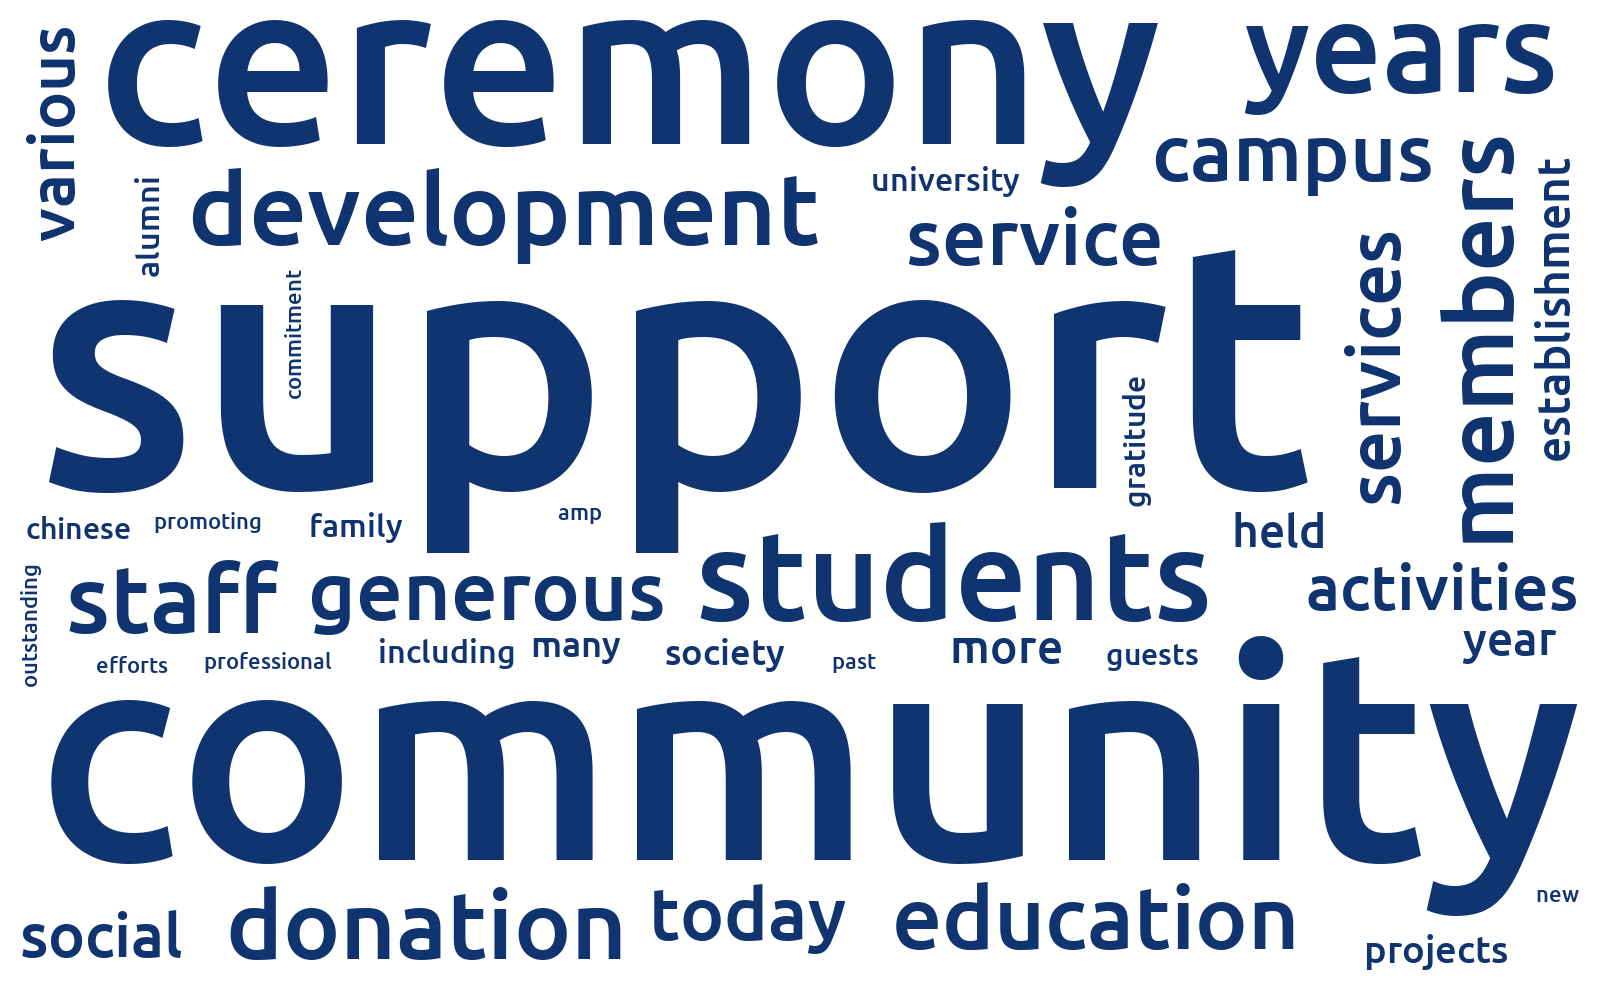 various
ceremony
years
campus
university
alumni
development
service
members
establishment
services
commitment
support
gratitude
chinese
promoting
family
amp
held
staff
generous
students
activities
outstanding
efforts
professional
including
many
society
past
more
guests
year
community
social
donation
today
education
new
projects